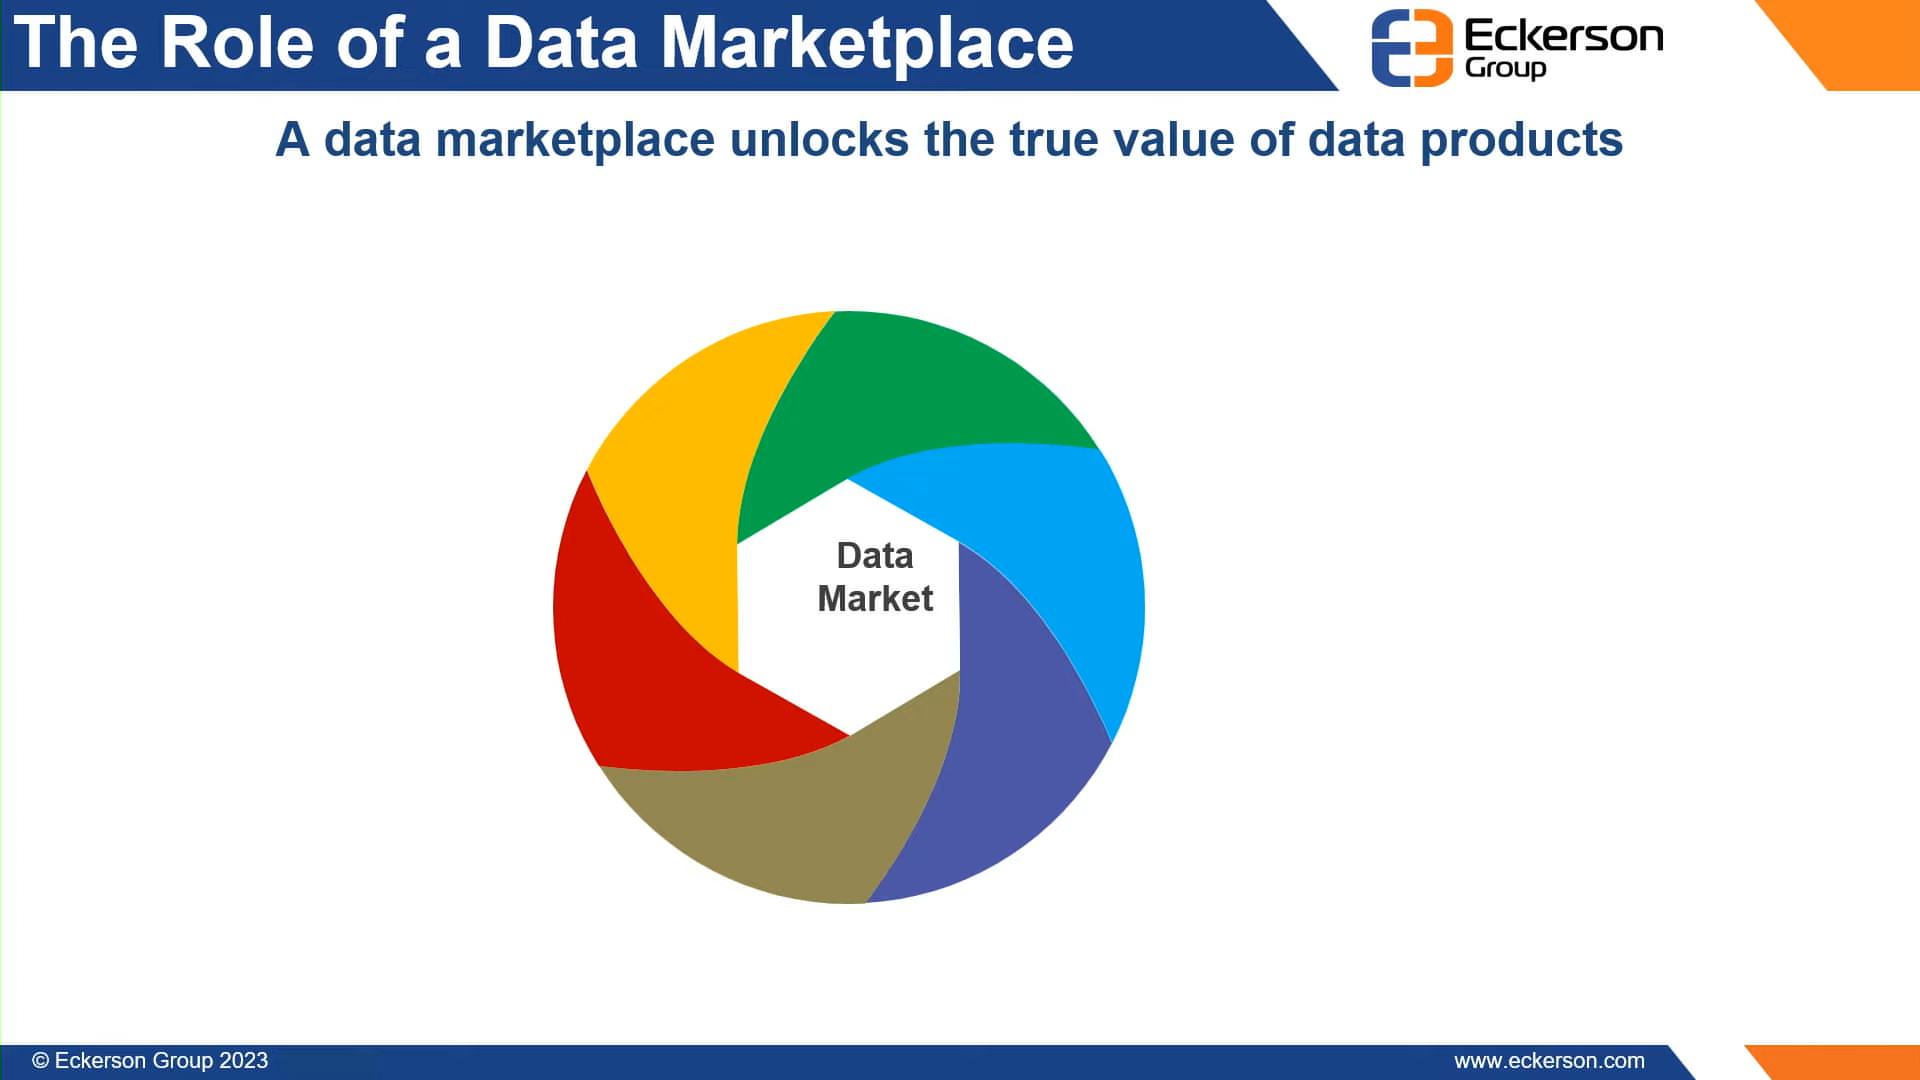 The Role of a Data Marketplace
Eckerson
Group
A data marketplace unlocks the true value of data products
Data
Market
© Eckerson Group 2023
www.eckerson.com